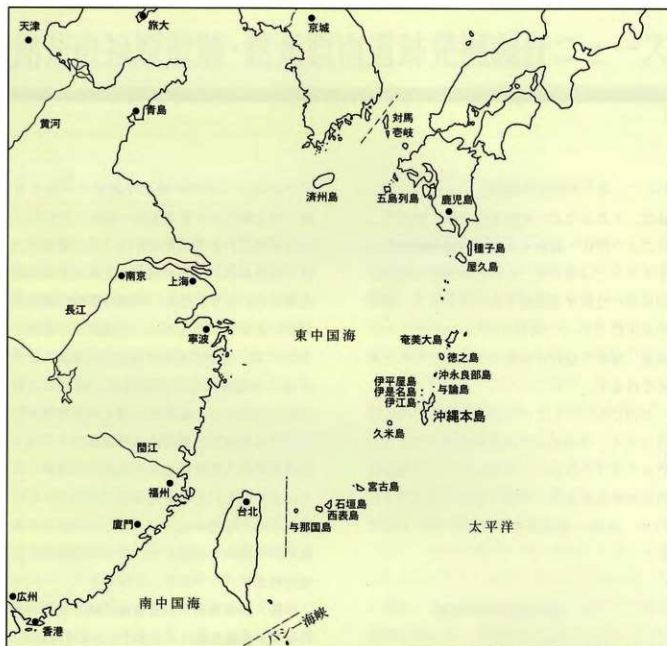 天津
旅大
京城
黄河
青島
対馬
壱岐
済州島
五島列島
鹿児島
種子島
屋久島
南京
上海
長江
寧波
東中国海
奄美大島
徳之島
沖永良部島
与論島
伊平屋島
伊是名島
伊江島
沖縄本島
久米島
閩江
福州
宮古島
台北
石垣島
西表島
与那国島
廈門
太平洋
広州
南中国海
香港
バシー海峡